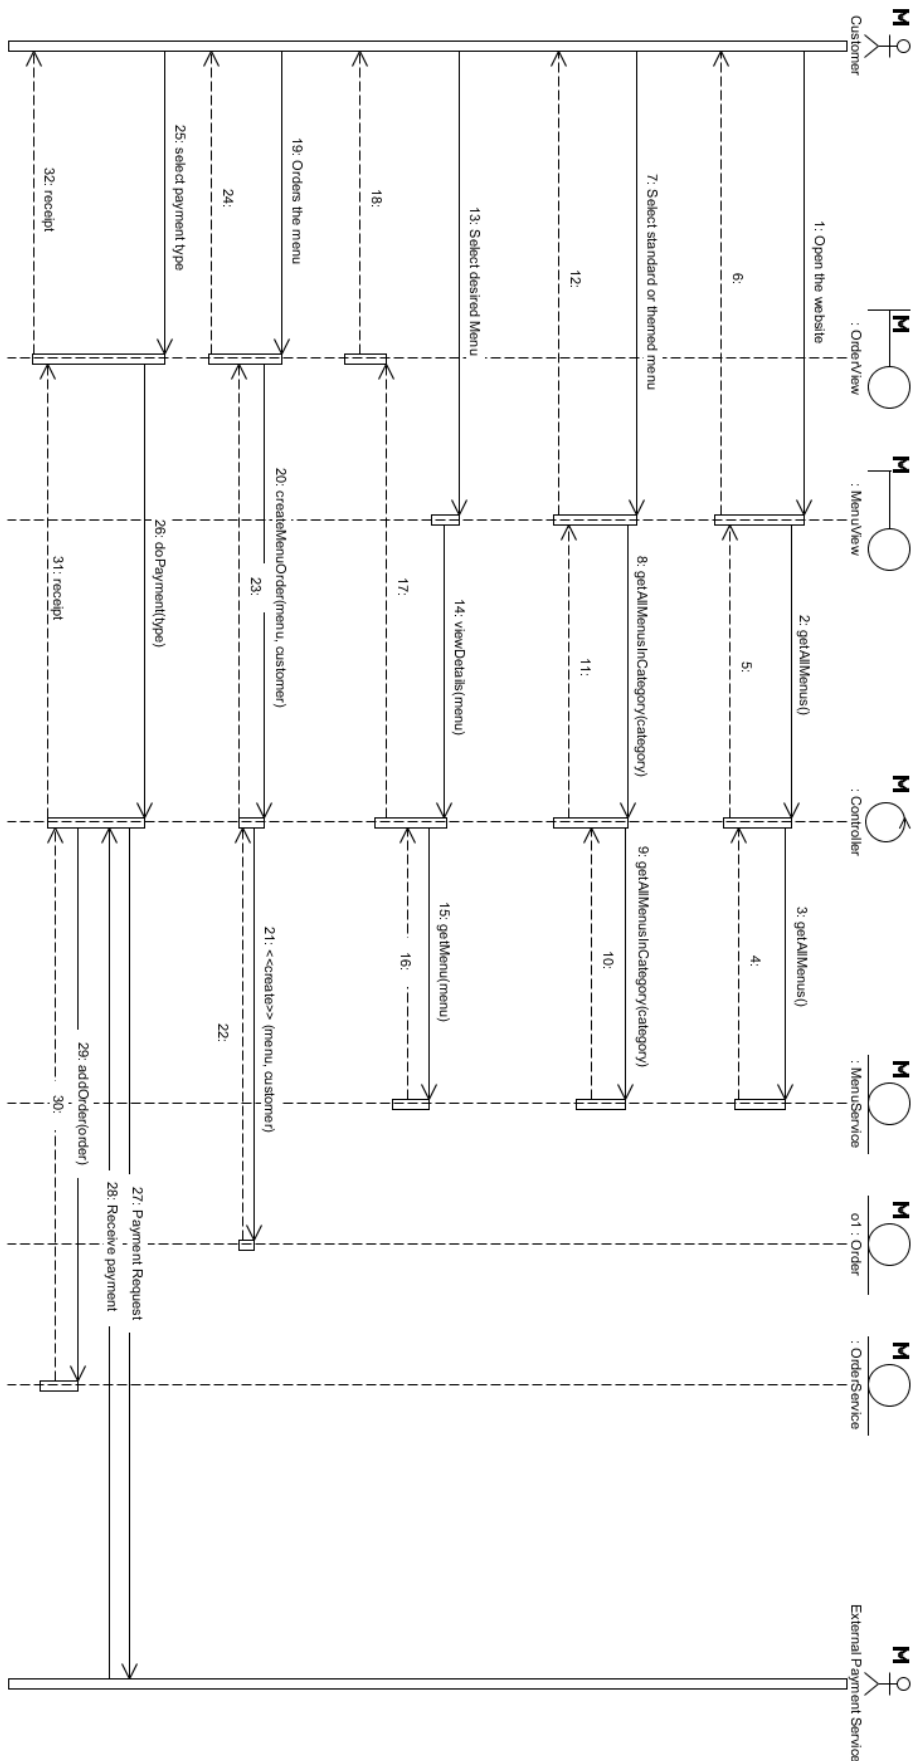 M
Customer
M
: OrderView
M
: MenuView
M
: Controller
M
: MenuService
M
o1 : Order
M
: OrderService
M
External Payment Service
1: Open the website
2: getAllMenus()
3: getAllMenus()
4:
5:
6:
7: Select standard or themed menu
8: getAllMenusInCategory(category)
9: getAllMenusInCategory(category)
10:
11:
12:
13: Select desired Menu
14: viewDetails(menu)
15: getMenu(menu)
16:
17:
18:
19: Orders the menu
20: createMenuOrder(menu, customer)
21: <<create>> (menu, customer)
22:
23:
24:
25: select payment type
26: doPayment(type)
27: Payment Request
28: Receive payment
29: addOrder(order)
30:
31: receipt
32: receipt